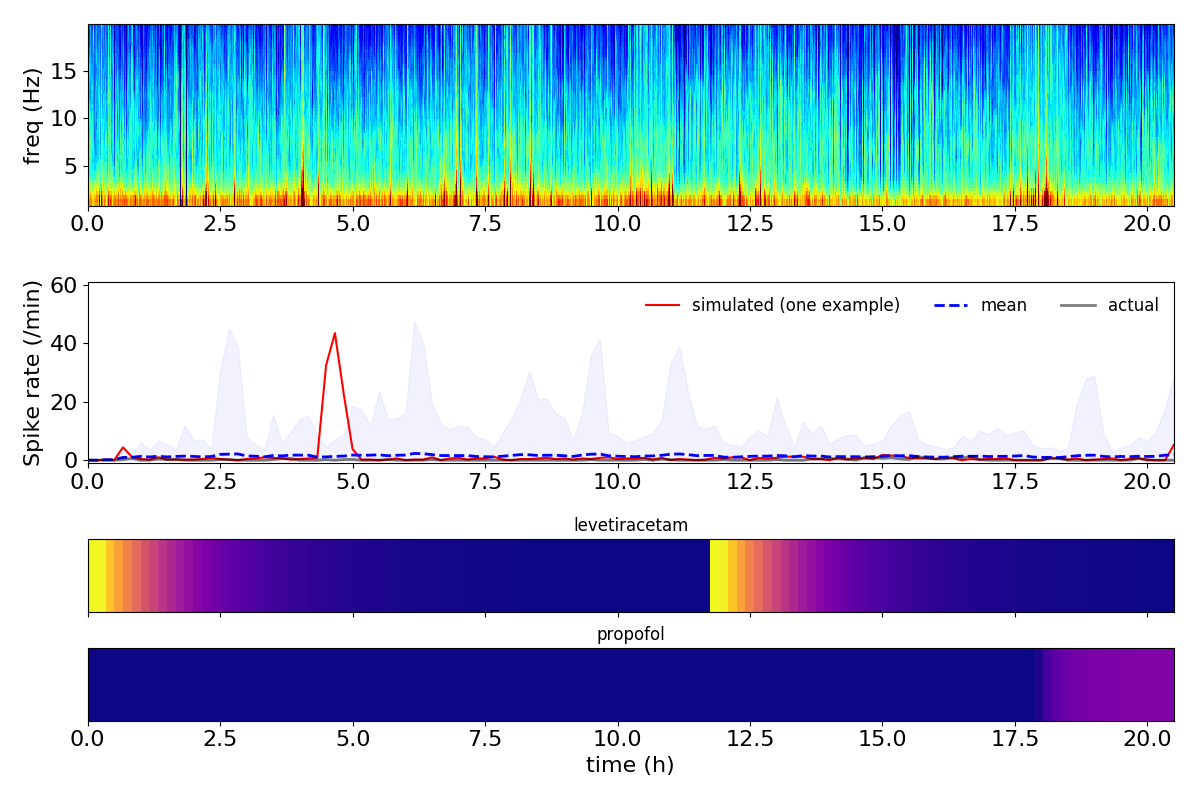 freq (Hz)
15
10
5
0.0 2.5 5.0 7.5 10.0 12.5 15.0 17.5 20.0
Spike rate (/min)
60
40
20
0
simulated (one example) mean actual
0.0 2.5 5.0 7.5 10.0 12.5 15.0 17.5 20.0
levetiracetam
propofol
0.0 2.5 5.0 7.5 10.0 12.5 15.0 17.5 20.0
time (h)